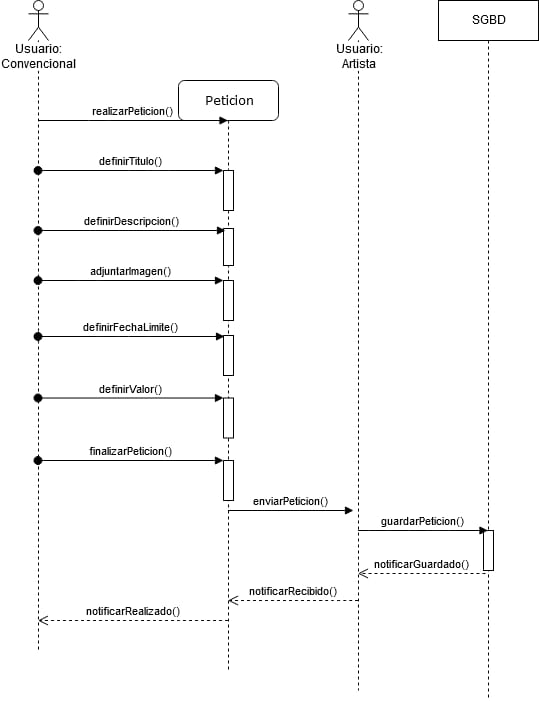 SGBD
Usuario:
Convencional
Usuario:
Artista
Peticion
realizarPeticion()
definirTitulo()
definirDescripcion()
adjuntarImagen()
definirFechaLimite()
definirValor()
finalizarPeticion()
enviarPeticion()
guardarPeticion()
notificarGuardado()
notificarRecibido()
notificarRealizado()